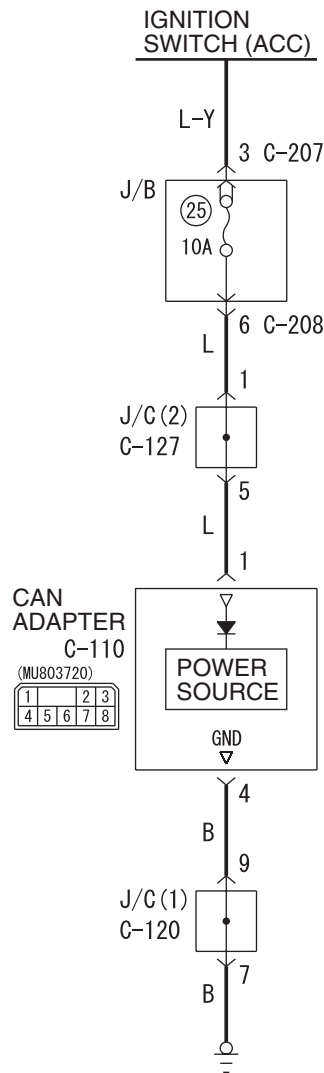 IGNITION
SWITCH (ACC)
L-Y
3 C-207
J/B
25
10A
6 C-208
L
1
J/C(2)
C-127
5
L
1
CAN
ADAPTER
C-110
(MU803720)
1 2 3
4 5 6 7 8
POWER
SOURCE
GND
4
B
9
J/C(1)
C-120
7
B